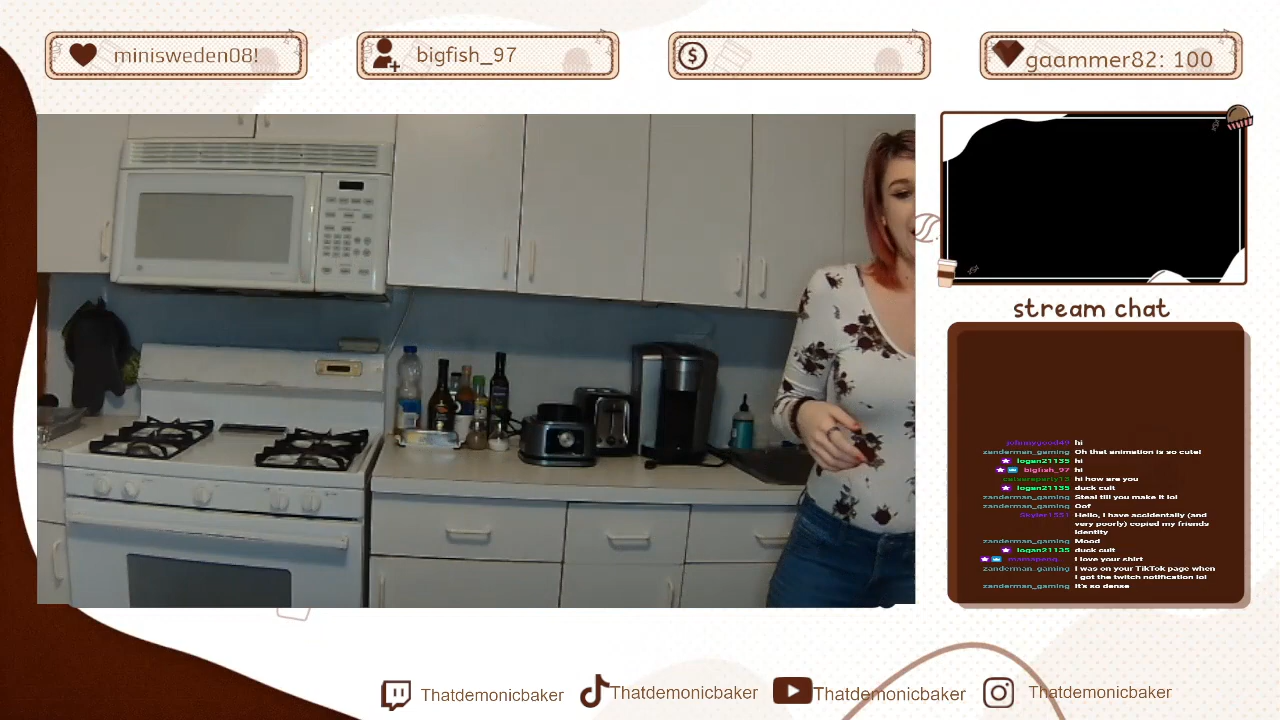 minisweden08!
bigfish_97
gaammer82: 100
stream chat
johnnygood49 hi
zanderman_gaming Oh that animation is so cute!
logan21135 hi
bigfish_97 hi
hi how are you
logan21135 duck cult
zanderman_gaming Steal till you make it lol
zanderman_gaming Oof
Skyler1551 Hello, I have accidentally (and
very poorly) copied my friends
identity
zanderman_gaming Mood
logan21135 duck cult
I love your shirt
zanderman_gaming I was on your TikTok page when
I got the twitch notification lol
zanderman_gaming It's so dense
Thatdemonicbaker
Thatdemonicbaker
Thatdemonicbaker
Thatdemonicbaker